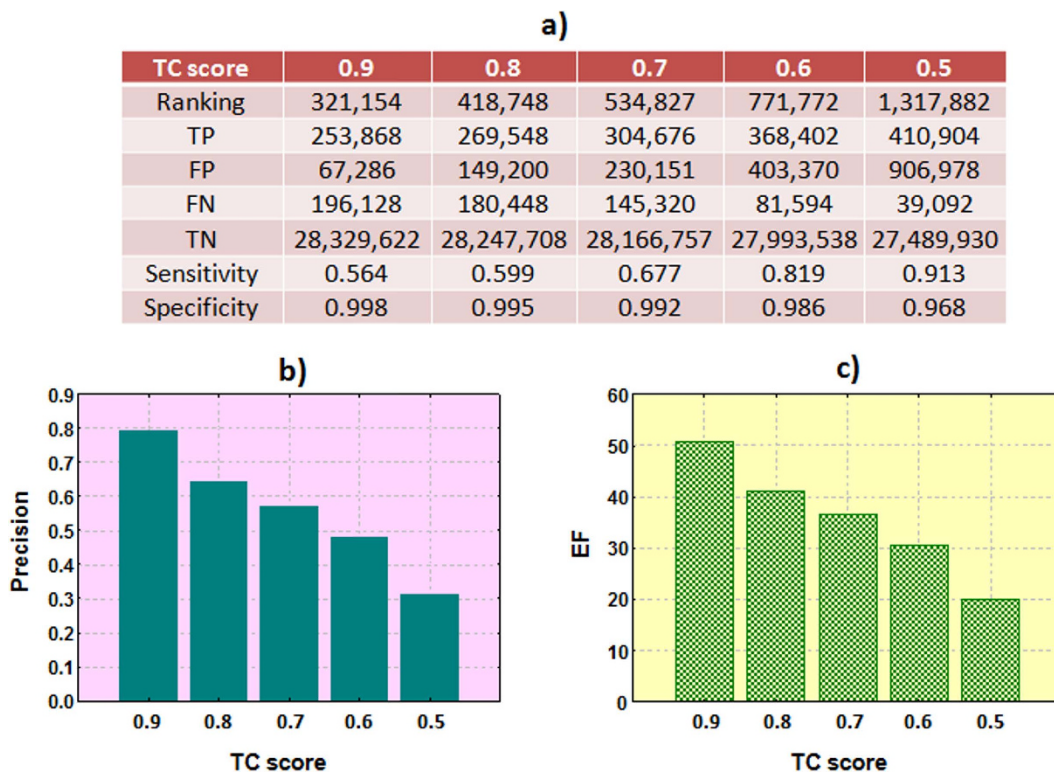 a)
TC score 0.9 0.8 0.7 0.6 0.5
Ranking 321,154 418,748 534,827 771,772 1,317,882
TP 253,868 269,548 304,676 368,402 410,904
FP 67,286 149,200 230,151 403,370 906,978
FN 196,128 180,448 145,320 81,594 39,092
TN 28,329,622 28,247,708 28,166,757 27,993,538 27,489,930
Sensitivity 0.564 0.599 0.677 0.819 0.913
Specificity 0.998 0.995 0.992 0.986 0.968
b)
Precision
0.9
0.8
0.7
0.6
0.5
0.4
0.3
0.2
0.1
0.0
0.9 0.8 0.7 0.6 0.5
TC score
c)
EF
60
50
40
30
20
10
0
0.9 0.8 0.7 0.6 0.5
TC score